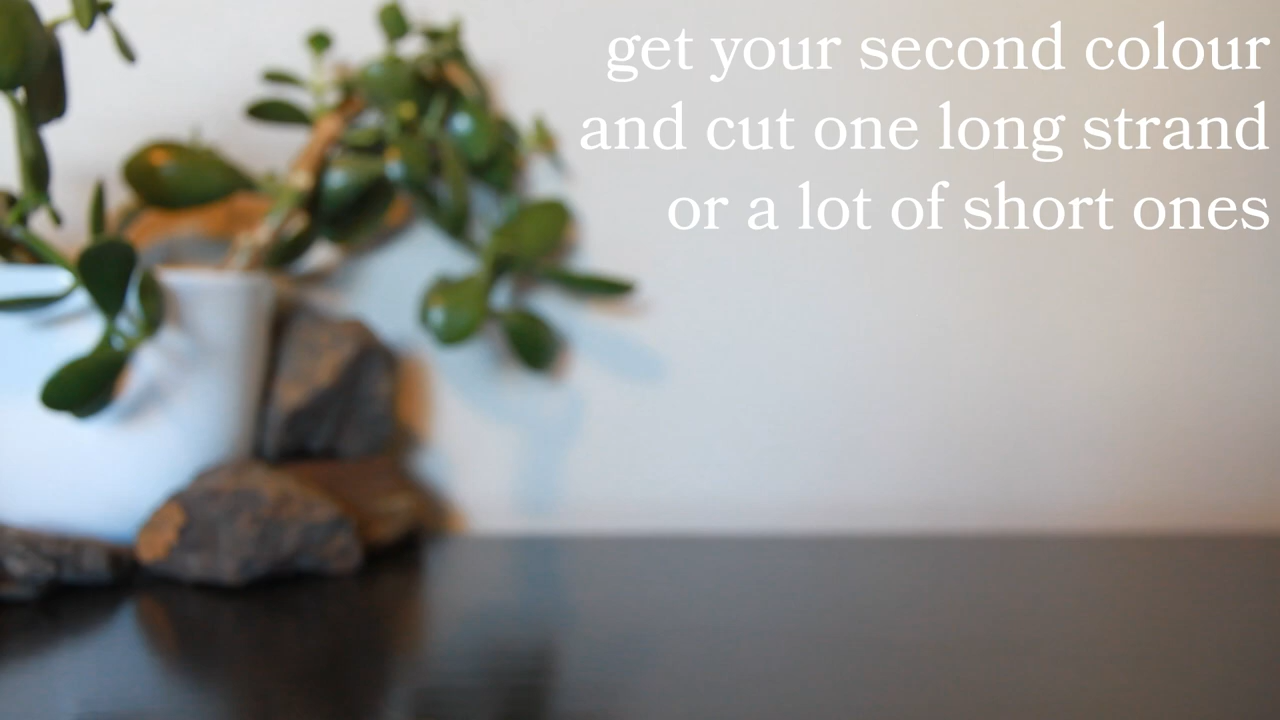 get your second colour
and cut one long strand
or a lot of short ones